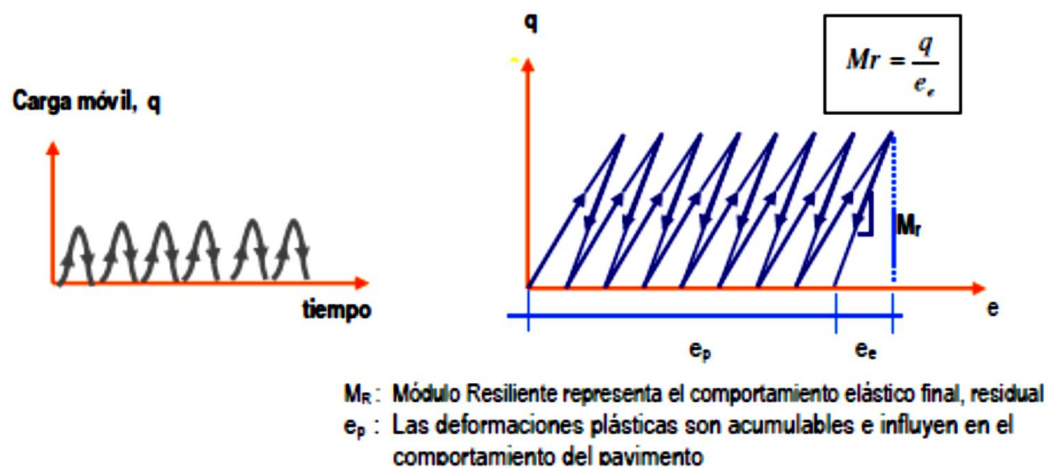 Carga móvil, q
tiempo
q
Mr = q / e_e
M_r
e
e_p
e_e
M_R : Módulo Resiliente representa el comportamiento elástico final, residual
e_p : Las deformaciones plásticas son acumulables e influyen en el
comportamiento del pavimento